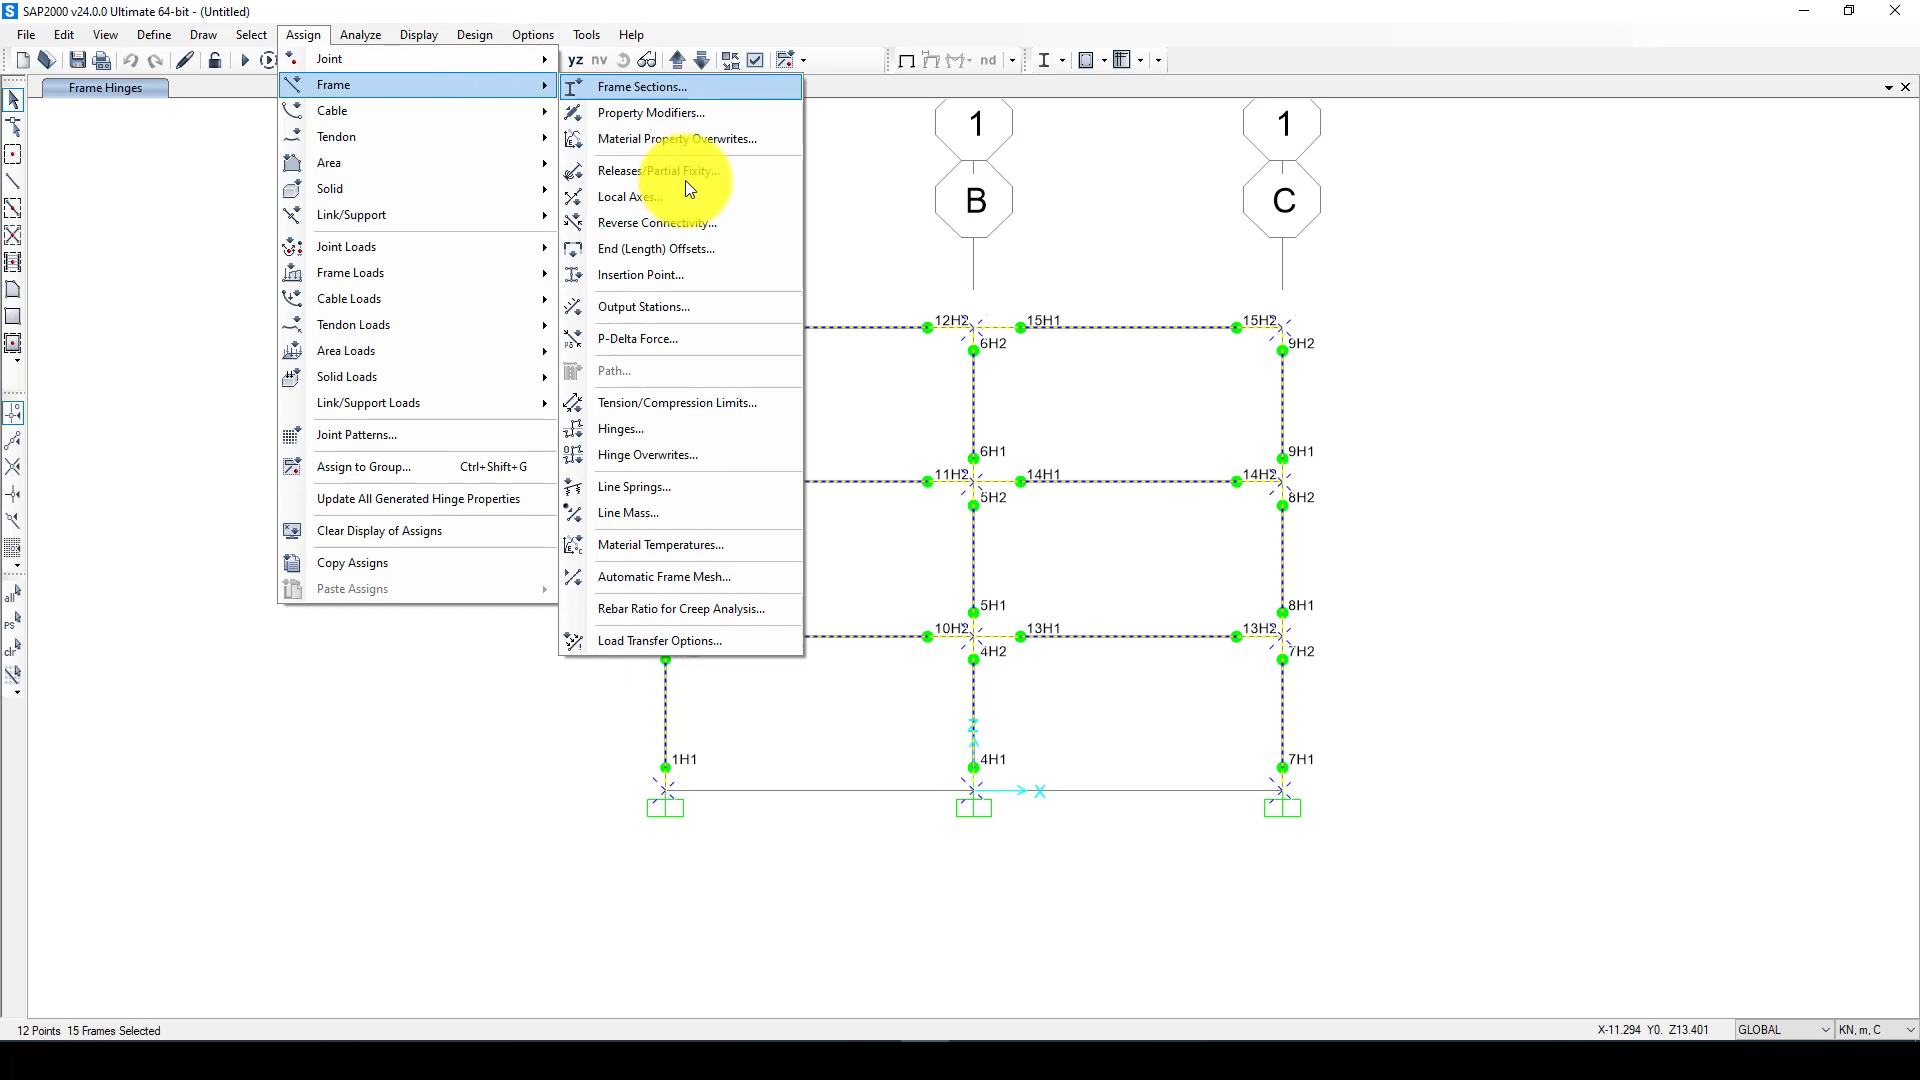 SAP2000 v24.0.0 Ultimate 64-bit - (Untitled)
File Edit View Define Draw Select Assign Analyze Display Design Options Tools Help
yz nv nd
Frame Hinges
Joint
Frame
Cable
Tendon
Area
Solid
Link/Support
Joint Loads
Frame Loads
Cable Loads
Tendon Loads
Area Loads
Solid Loads
Link/Support Loads
Joint Patterns...
Assign to Group... Ctrl+Shift+G
Update All Generated Hinge Properties
Clear Display of Assigns
Copy Assigns
Paste Assigns
Frame Sections...
Property Modifiers...
Material Property Overwrites...
Releases/Partial Fixity...
Local Axes...
Reverse Connectivity...
End (Length) Offsets...
Insertion Point...
Output Stations...
P-Delta Force...
Path...
Tension/Compression Limits...
Hinges...
Hinge Overwrites...
Line Springs...
Line Mass...
Material Temperatures...
Automatic Frame Mesh...
Rebar Ratio for Creep Analysis...
Load Transfer Options...
all
PS
clr
1 1
B C
12H2 15H1 15H2
6H2 9H2
6H1 9H1
11H2 14H1 14H2
5H2 8H2
5H1 8H1
10H2 13H1 13H2
4H2 7H2
Z
1H1 4H1 7H1
X
12 Points 15 Frames Selected
X-11.294 Y0. Z13.401 GLOBAL KN, m, C